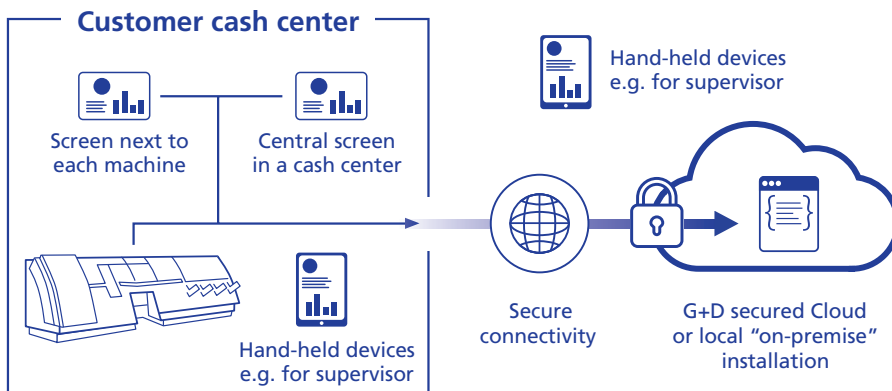 Customer cash center
Screen next to
each machine
Central screen
in a cash center
Hand-held devices
e.g. for supervisor
Hand-held devices
e.g. for supervisor
Secure
connectivity
G+D secured Cloud
or local “on-premise”
installation